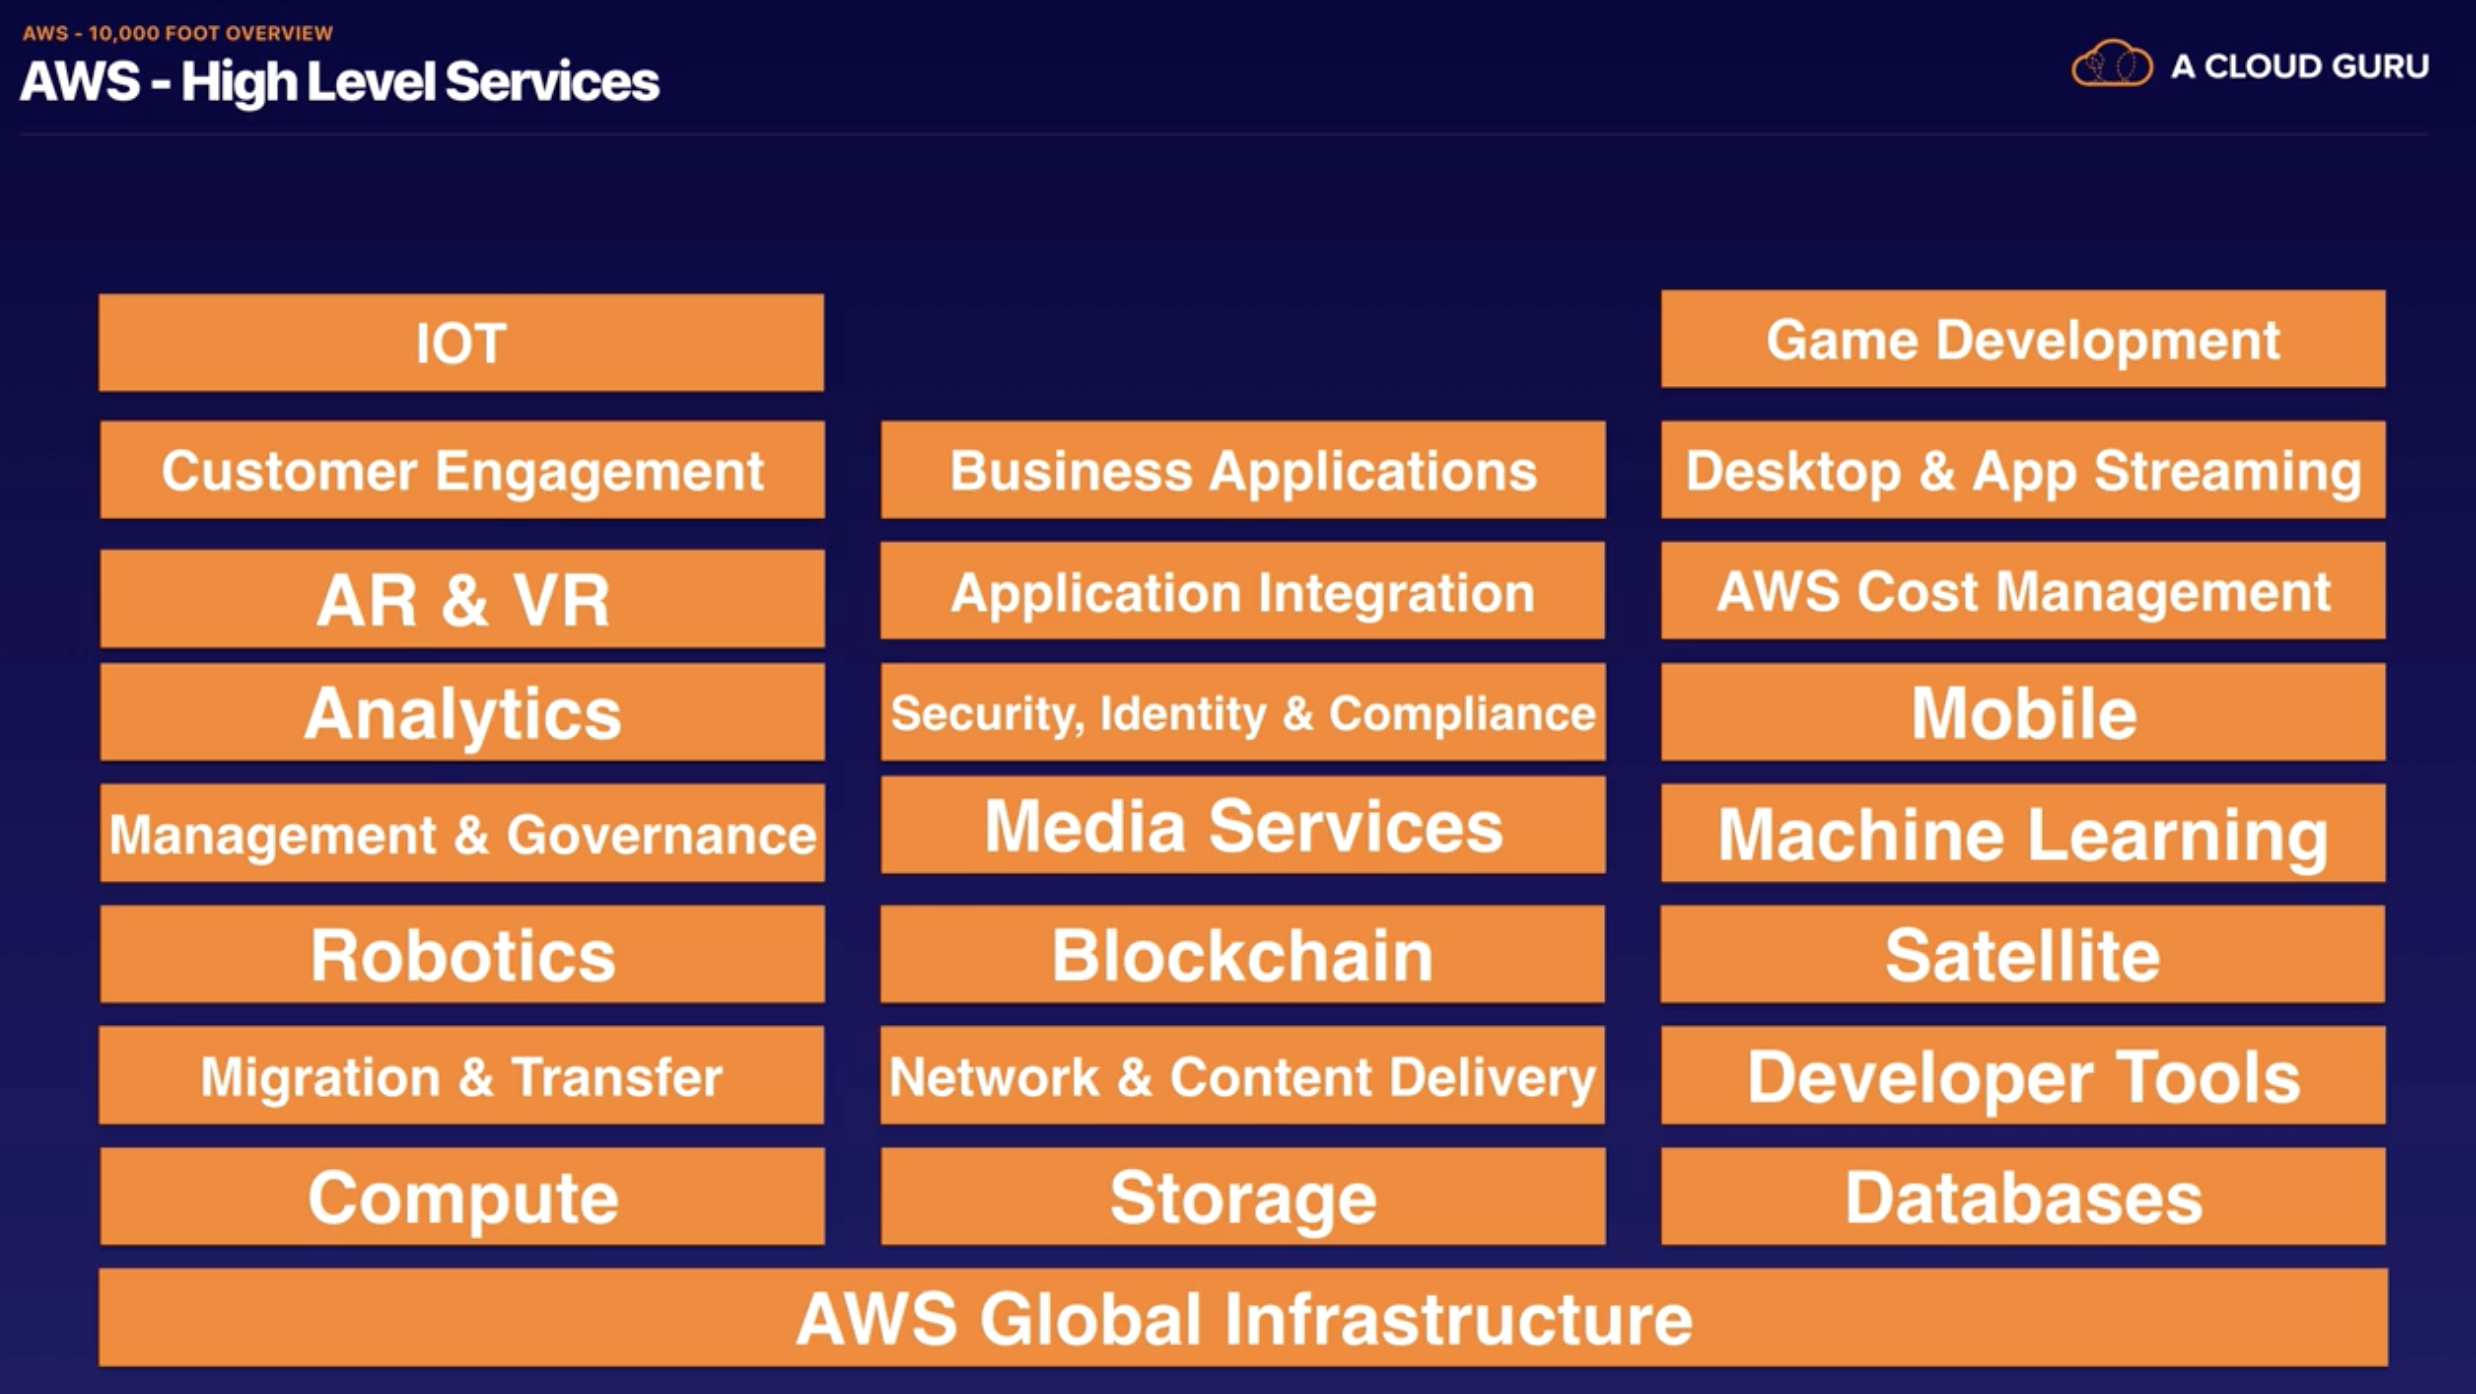 AWS - 10,000 FOOT OVERVIEW
AWS - High Level Services
A CLOUD GURU
IOT
Game Development
Customer Engagement
Business Applications
Desktop & App Streaming
AR & VR
Application Integration
AWS Cost Management
Analytics
Security, Identity & Compliance
Mobile
Management & Governance
Media Services
Machine Learning
Robotics
Blockchain
Satellite
Migration & Transfer
Network & Content Delivery
Developer Tools
Compute
Storage
Databases
AWS Global Infrastructure